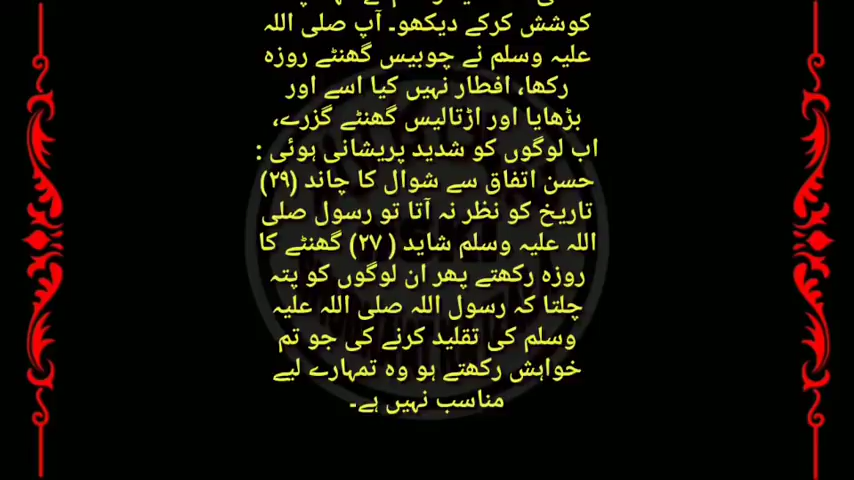 کوشش کرکے دیکھو۔ آپ صلی اللہ
علیہ وسلم نے چوبیس گھنٹے روزہ
رکھا، افطار نہیں کیا اسے اور
بڑھایا اور اڑتالیس گھنٹے گزرے،
اب لوگوں کو شدید پریشانی ہوئی :
حسن اتفاق سے شوال کا چاند (۲۹)
تاریخ کو نظر نہ آتا تو رسول صلی
اللہ علیہ وسلم شاید ( ۲۷) گھنٹے کا
روزہ رکھتے پھر ان لوگوں کو پتہ
چلتا کہ رسول اللہ صلی اللہ علیہ
وسلم کی تقلید کرنے کی جو تم
خواہش رکھتے ہو وہ تمہارے لیے
مناسب نہیں ہے۔